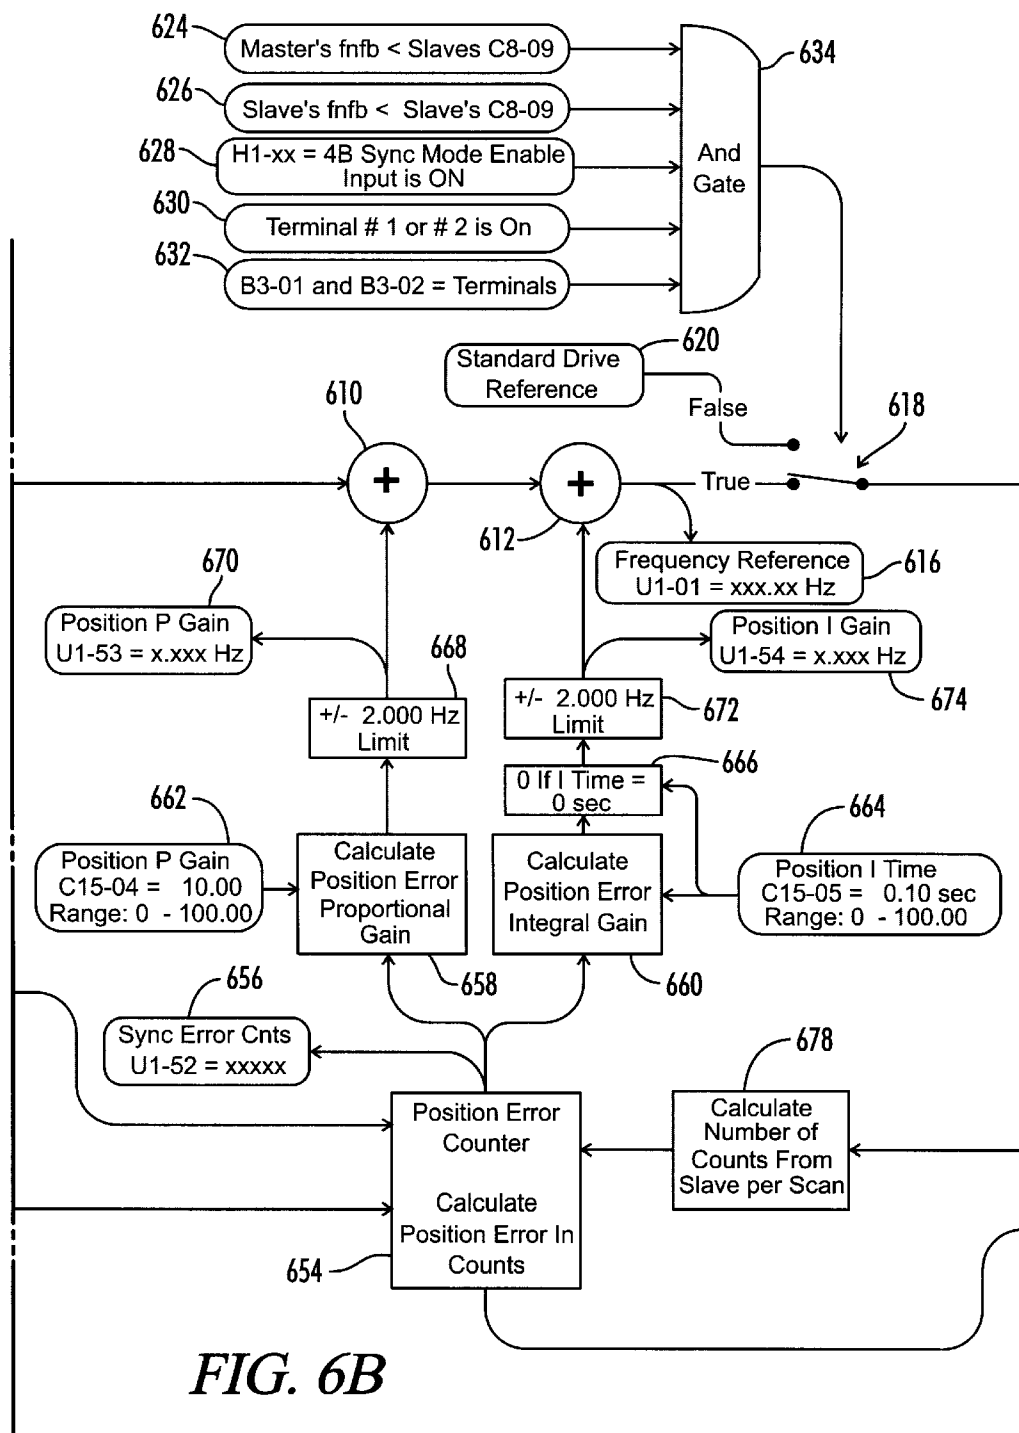 624
Master's fnfb < Slaves C8-09
634
626
Slave's fnfb < Slave's C8-09
628
H1-xx = 4B Sync Mode Enable
Input is ON
And
Gate
630
Terminal # 1 or # 2 is On
632
B3-01 and B3-02 = Terminals
620
Standard Drive
Reference
False
618
610
+
+
True
612
Frequency Reference
U1-01 = xxx.xx Hz
616
670
Position P Gain
U1-53 = x.xxx Hz
668
Position I Gain
U1-54 = x.xxx Hz
674
+/- 2.000 Hz
Limit
+/- 2.000 Hz
Limit
672
666
0 If I Time =
0 sec
662
664
Position P Gain
C15-04 = 10.00
Range: 0 - 100.00
Calculate
Position Error
Proportional
Gain
Calculate
Position Error
Integral Gain
Position I Time
C15-05 = 0.10 sec
Range: 0 - 100.00
658
660
656
Sync Error Cnts
U1-52 = xxxxx
678
Position Error
Counter
Calculate
Number of
Counts From
Slave per Scan
Calculate
Position Error In
Counts
654
FIG. 6B